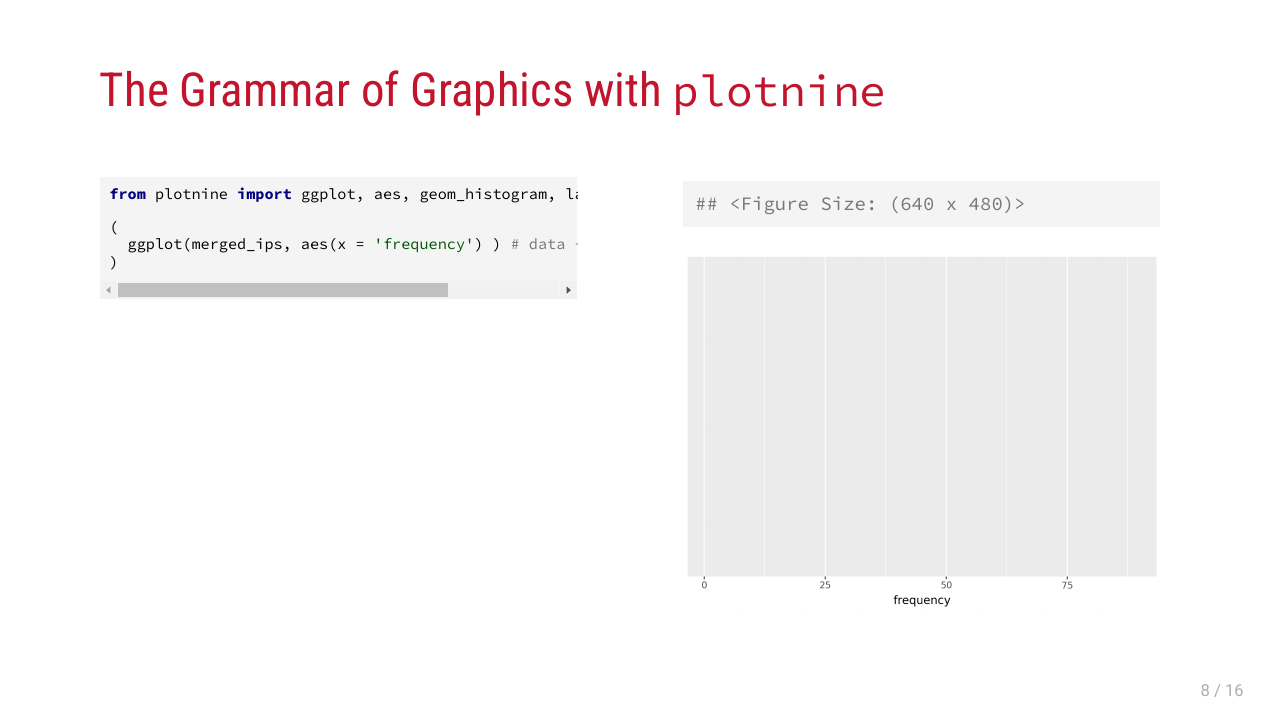 The Grammar of Graphics with plotnine
from plotnine import ggplot, aes, geom_histogram,
(
ggplot(merged_ips, aes(x = 'frequency') ) # data
)
## <Figure Size: (640 x 480)>
0 25 50 75
frequency
8 / 16